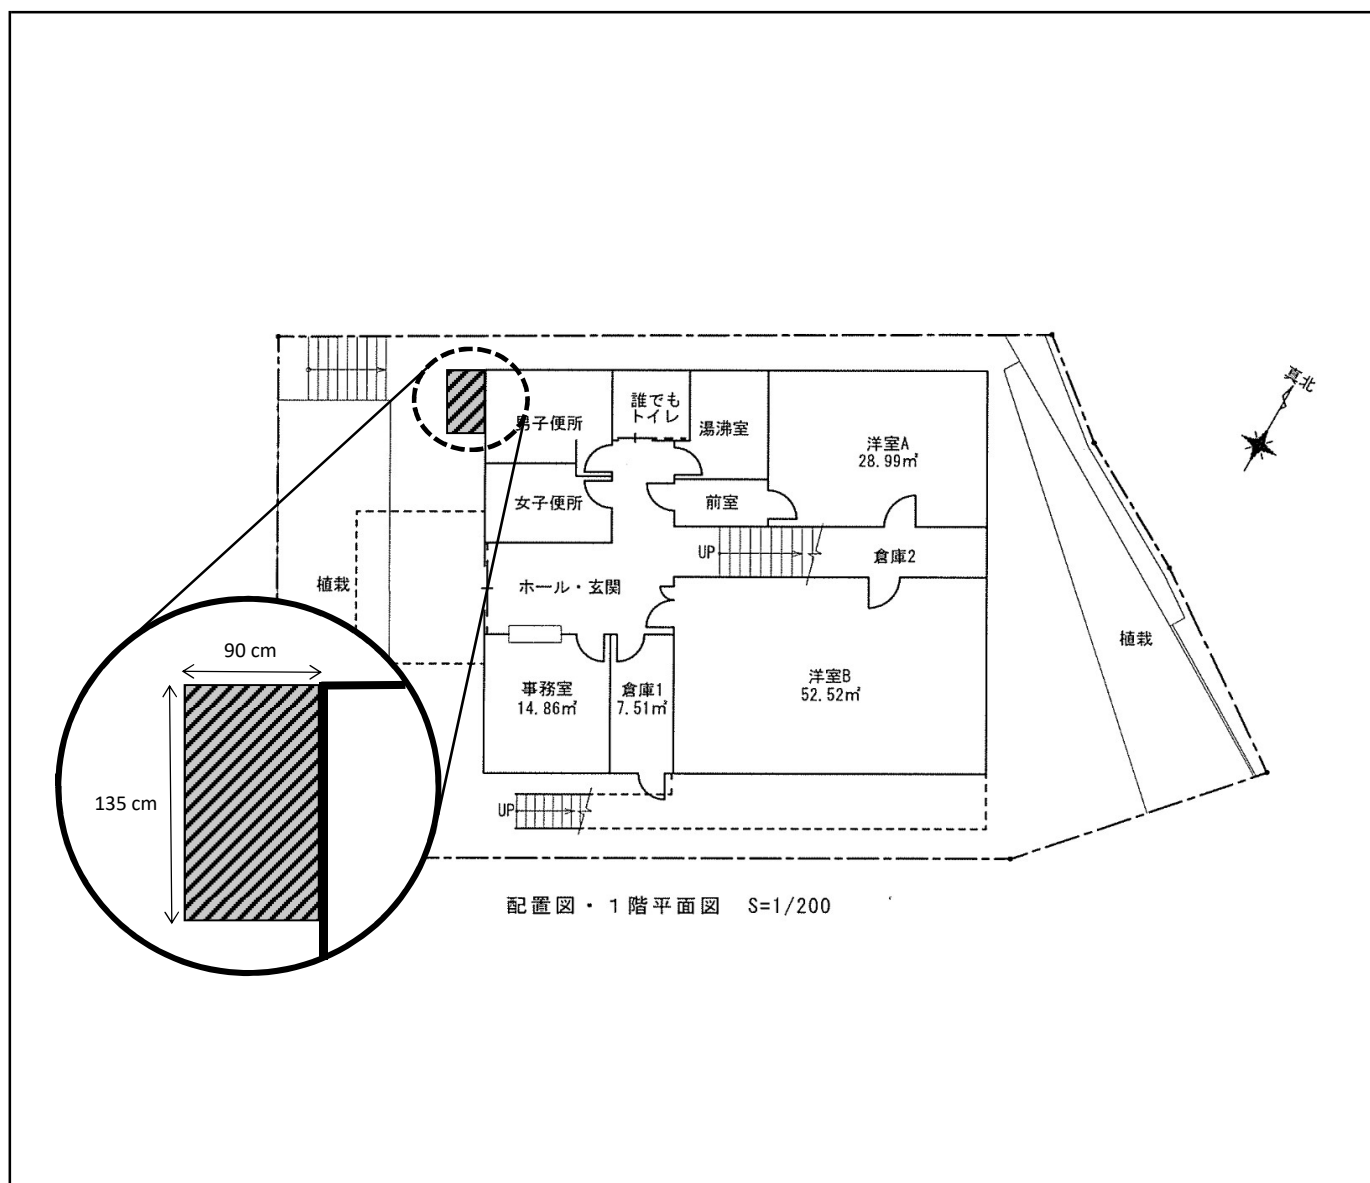 真北
誰でも
トイレ
男子便所
湯沸室
洋室A
28.99㎡
女子便所
前室
UP
倉庫2
植栽
ホール・玄関
植栽
90 cm
事務室
14.86㎡
倉庫1
7.51㎡
洋室B
52.52㎡
135 cm
UP
配置図・1階平面図 S=1/200